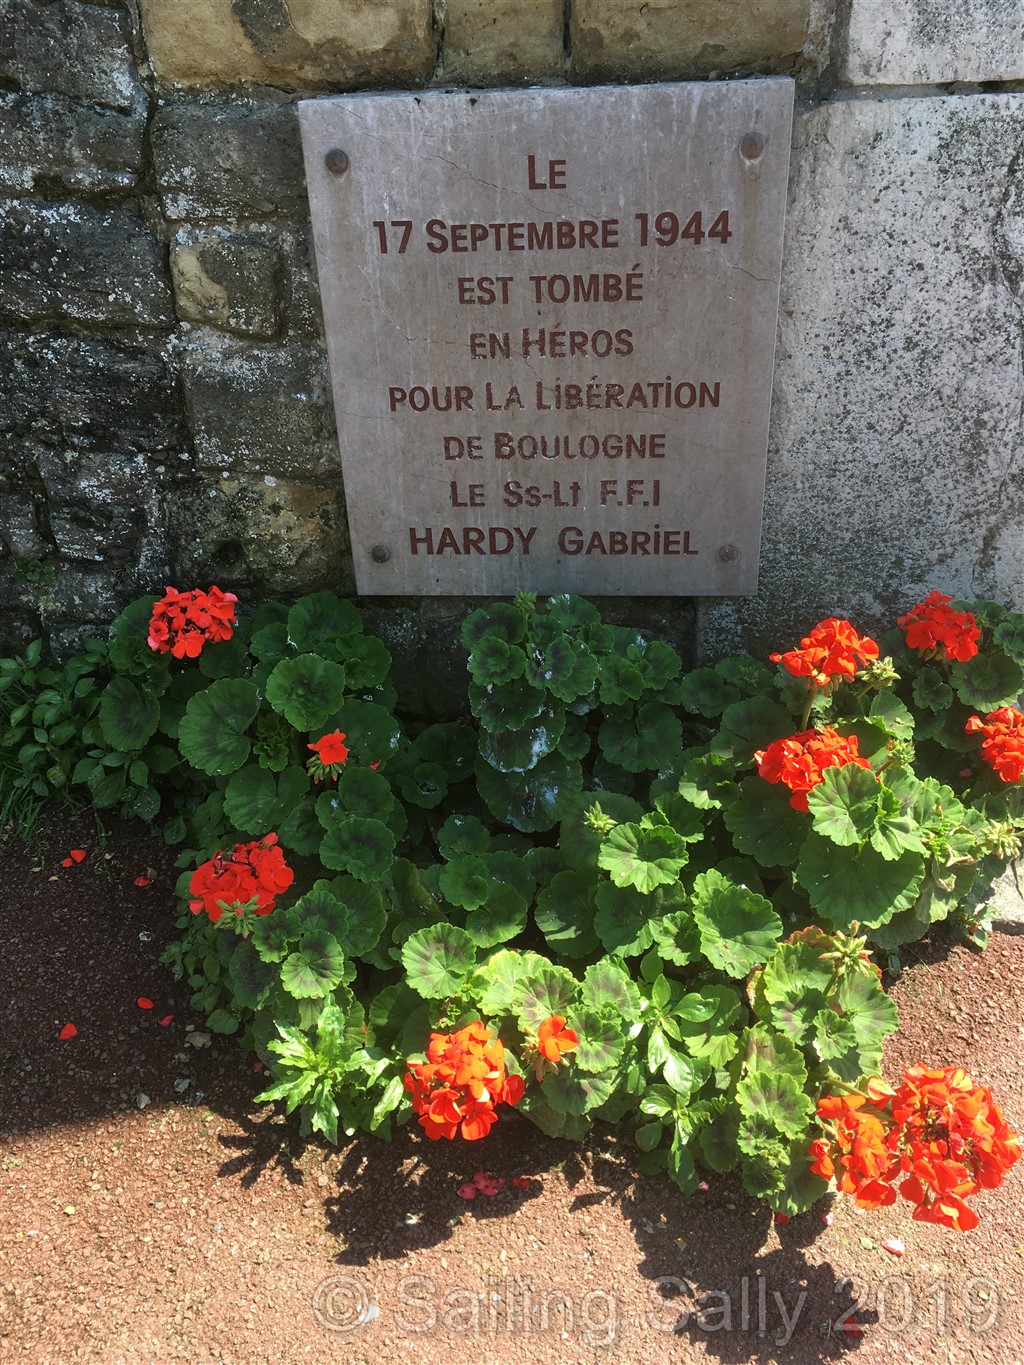 LE
17 SEPTEMBRE 1944
EST TOMBÉ
EN HÉROS
POUR LA LIBÉRATiON
DE BOULOGNE
LE Ss-Lt F.F.I
HARDY GABRiEL
© Sailing Sally 2019